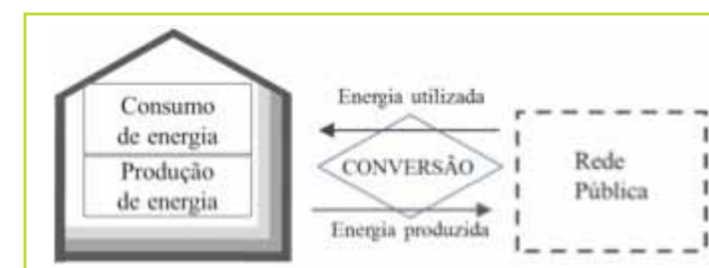 Consumo
de energia
Produção
de energia
Energia utilizada
CONVERSÃO
Energia produzida
Rede
Pública